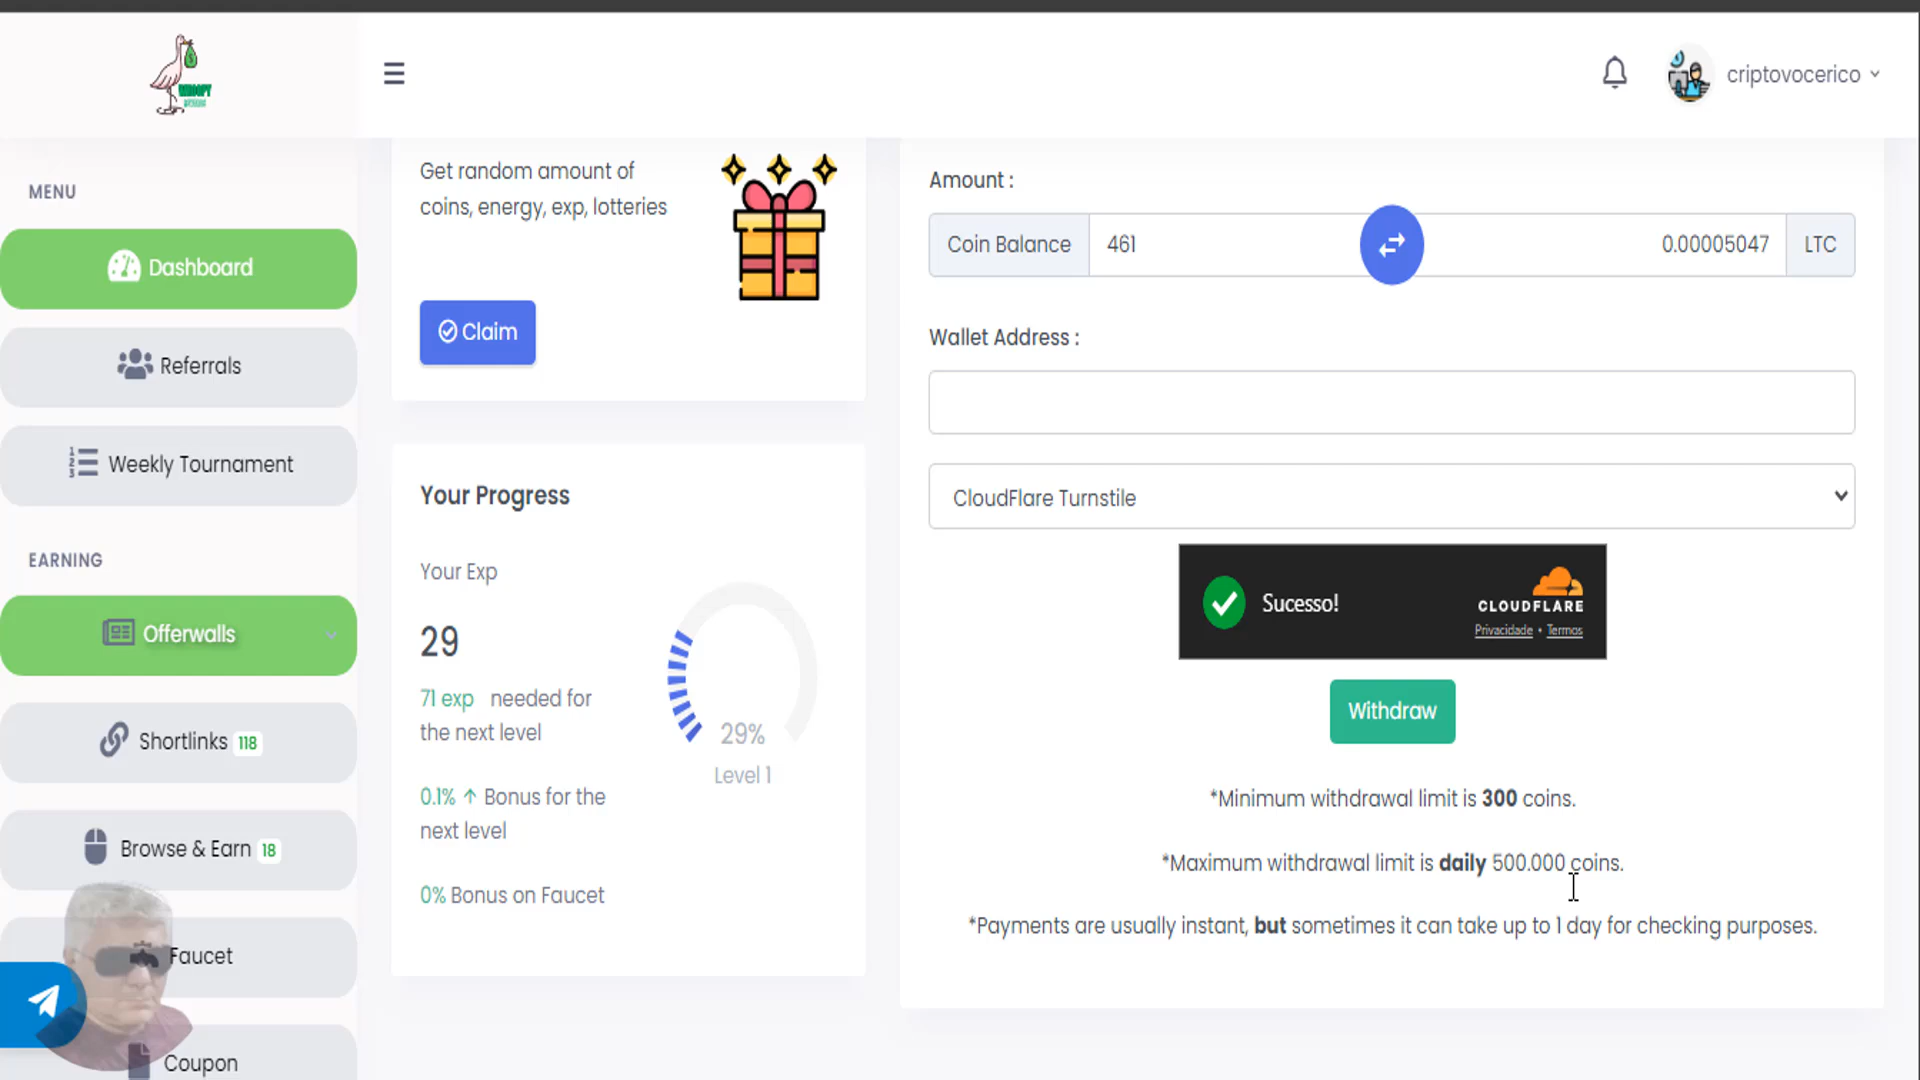 WHOOPY
criptovocerico
MENU
Dashboard
Referrals
Weekly Tournament
EARNING
Offerwalls
Shortlinks 118
Browse & Earn 18
Faucet
Coupon
Get random amount of
coins, energy, exp, lotteries
Claim
Your Progress
Your Exp
29
71 exp needed for
the next level
0.1% ↑ Bonus for the
next level
0% Bonus on Faucet
29%
Level 1
Amount :
Coin Balance 461 0.00005047 LTC
Wallet Address :
CloudFlare Turnstile
Sucesso!
CLOUDFLARE
Privacidade • Termos
Withdraw
*Minimum withdrawal limit is 300 coins.
*Maximum withdrawal limit is daily 500.000 coins.
*Payments are usually instant, but sometimes it can take up to 1 day for checking purposes.